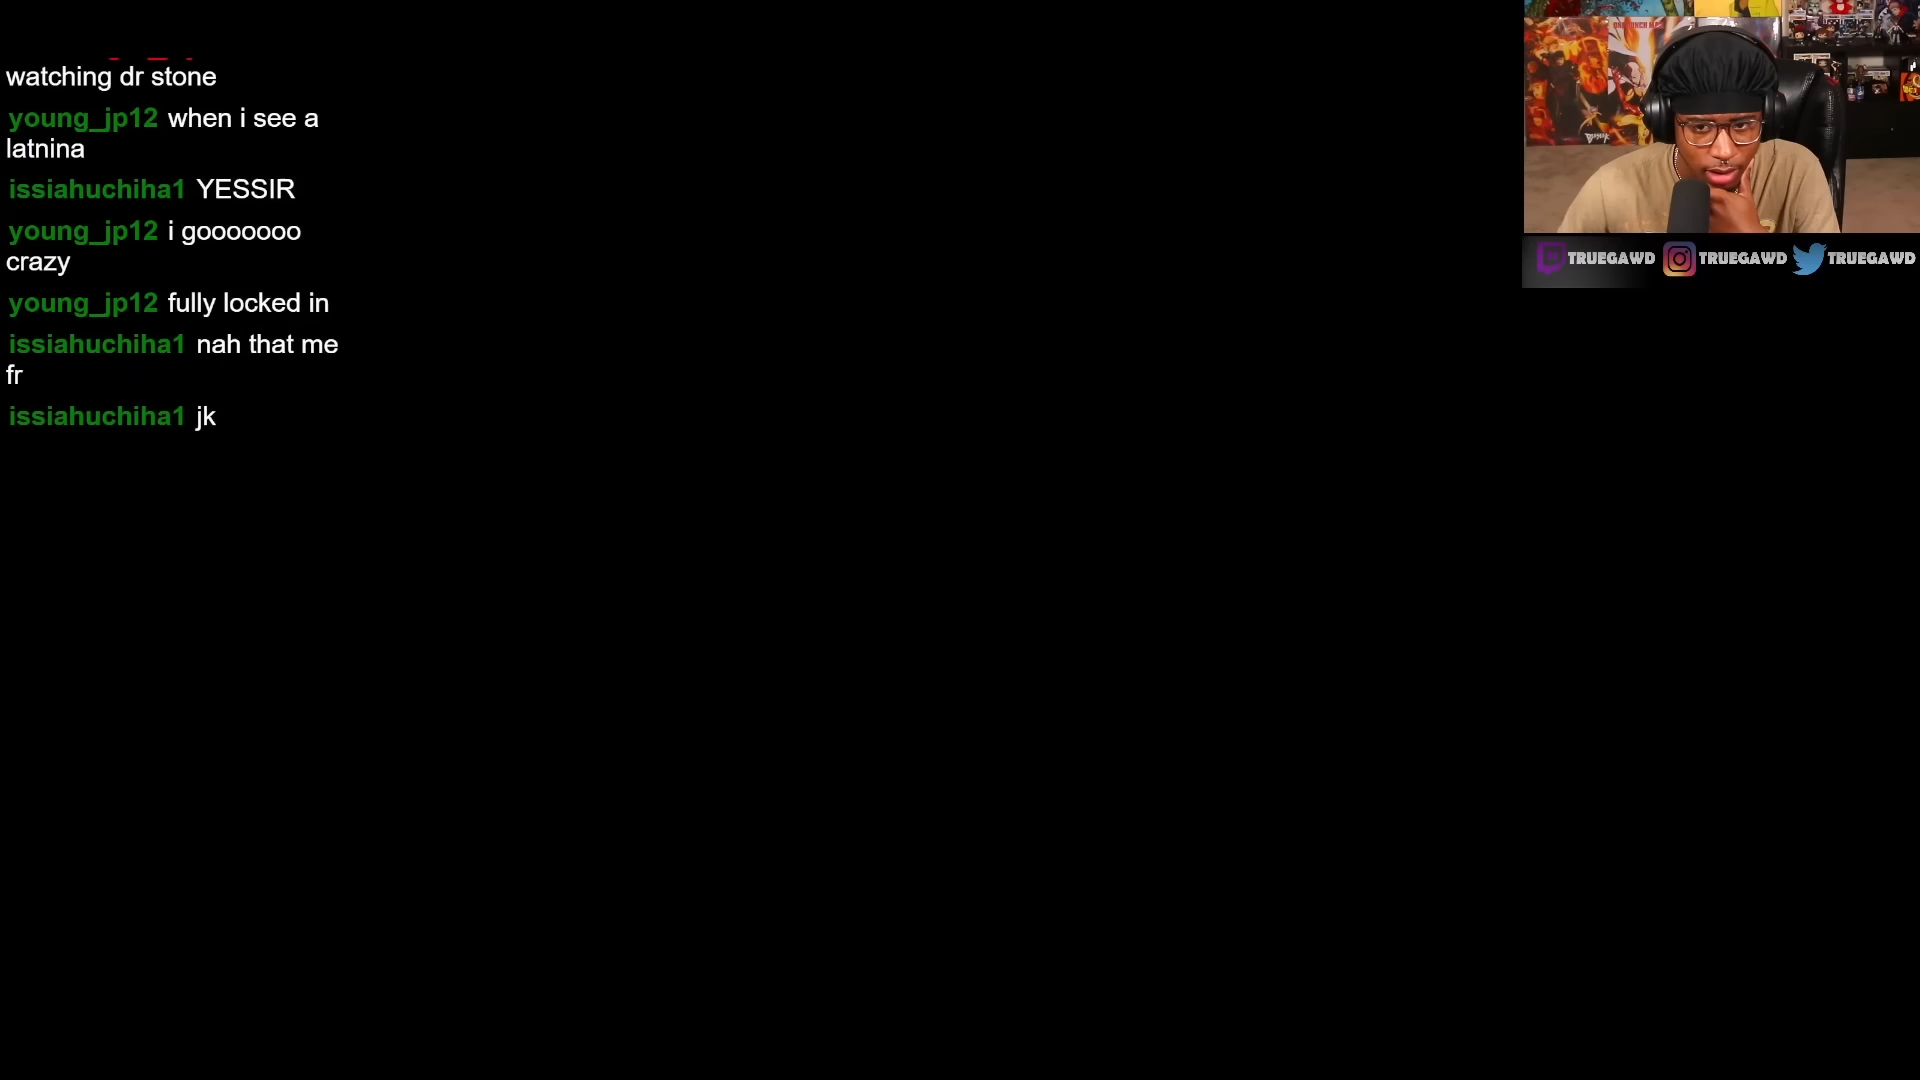 watching dr stone
young_jp12 when i see a
latnina
issiahuchiha1 YESSIR
young_jp12 i gooooooo
crazy
young_jp12 fully locked in
issiahuchiha1 nah that me
fr
issiahuchiha1 jk
TRUEGAWD TRUEGAWD TRUEGAWD